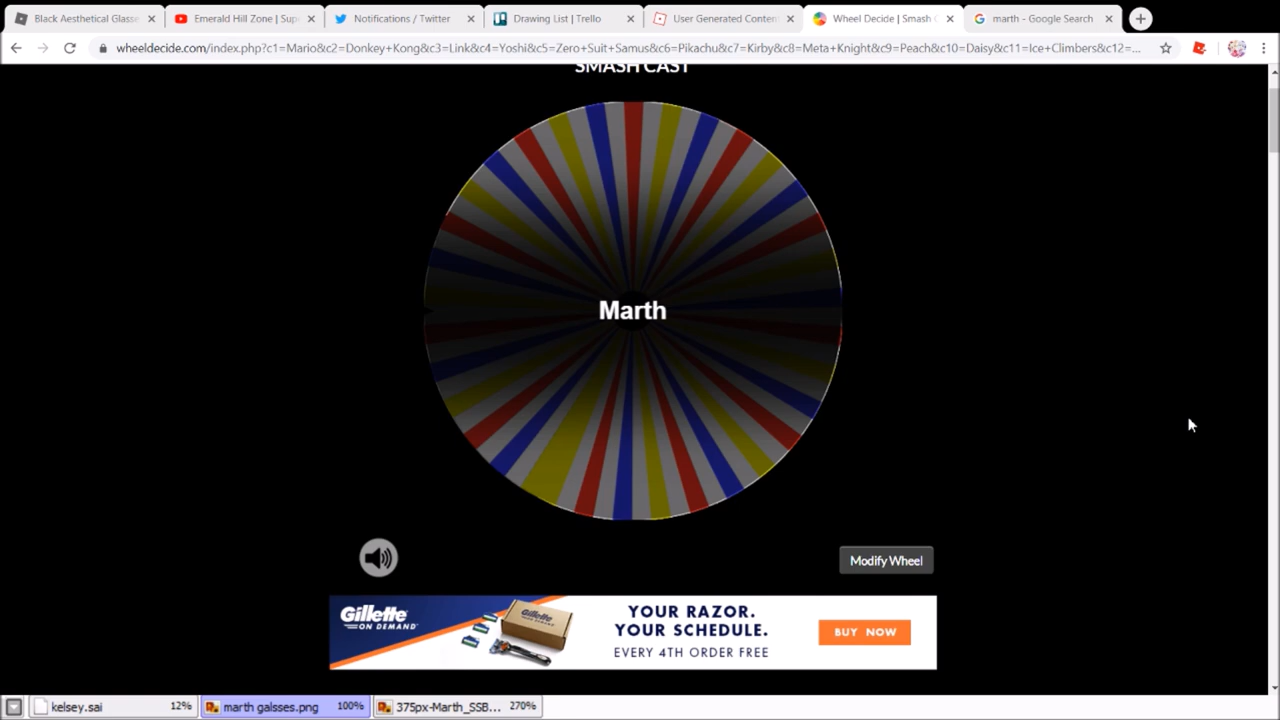 Black Aesthetical Glasse
Emerald Hill Zone | Sup
Notifications / Twitter
Drawing List | Trello
User Generated Conten
Wheel Decide | Smash C
marth - Google Search
wheeldecide.com/index.php?c1=Mario&c2=Donkey+Kong&c3=Link&c4=Yoshi&c5=Zero+Suit+Samus&c6=Pikachu&c7=Kirby&c8=Meta+Knight&c9=Peach&c10=Daisy&c11=Ice+Climbers&c12=...
SMASH CAST
Marth
Modify Wheel
Gillette
ON DEMAND™
YOUR RAZOR.
YOUR SCHEDULE.
EVERY 4TH ORDER FREE
BUY NOW
kelsey.sai 12%
marth galsses.png 100%
375px-Marth_SSB... 270%